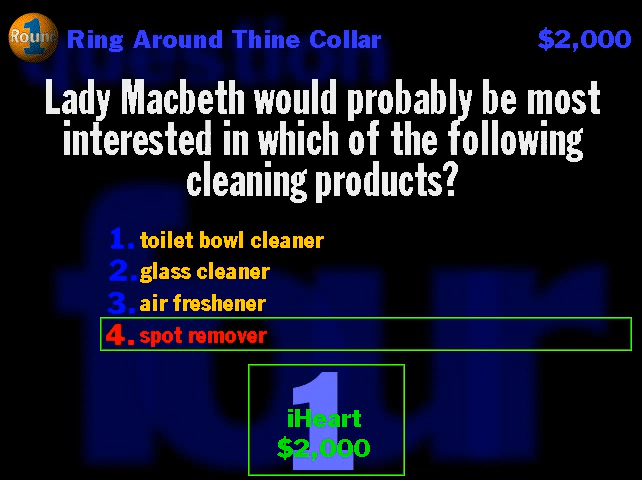 Round 1 Ring Around Thine Collar $2,000
question
Lady Macbeth would probably be most
interested in which of the following
cleaning products?
1. toilet bowl cleaner
2. glass cleaner
3. air freshener
4. spot remover
four
1
iHeart
$2,000